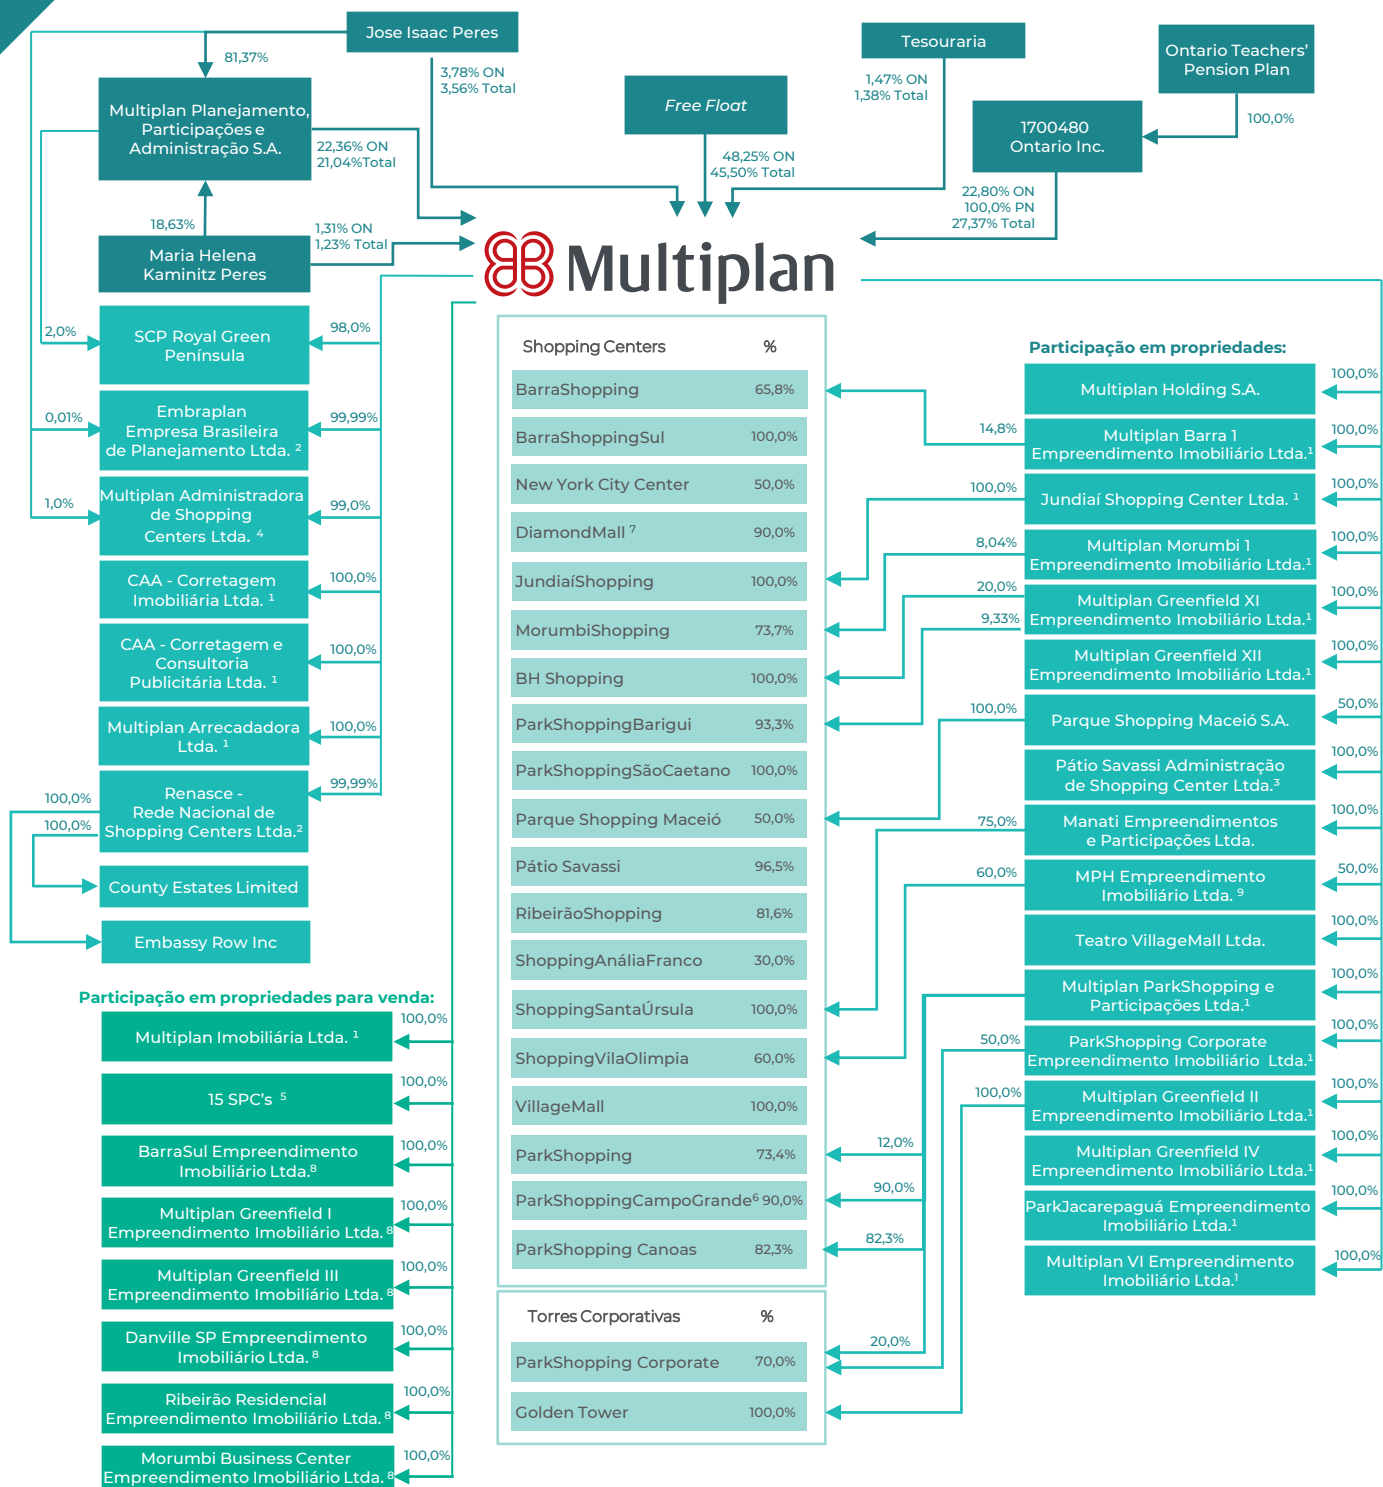 Jose Isaac Peres
81,37%
3,78% ON
3,56% Total
Tesouraria
1,47% ON
1,38% Total
Ontario Teachers'
Pension Plan
100,0%
Free Float
48,25% ON
45,50% Total
1700480
Ontario Inc.
22,80% ON
100,0% PN
27,37% Total
Multiplan Planejamento,
Participações e
Administração S.A.
22,36% ON
21,04%Total
18,63%
Maria Helena
Kaminitz Peres
1,31% ON
1,23% Total
Multiplan
2,0%
SCP Royal Green
Península
98,0%
0,01%
Embraplan
Empresa Brasileira
de Planejamento Ltda. ²
99,99%
1,0%
Multiplan Administradora
de Shopping
Centers Ltda. ⁴
99,0%
CAA - Corretagem
Imobiliária Ltda. ¹
100,0%
CAA - Corretagem e
Consultoria
Publicitária Ltda. ¹
100,0%
Multiplan Arrecadadora
Ltda. ¹
100,0%
Renasce -
Rede Nacional de
Shopping Centers Ltda.²
99,99%
100,0%
100,0%
County Estates Limited
Embassy Row Inc
Participação em propriedades para venda:
Multiplan Imobiliária Ltda. ¹
100,0%
15 SPC's ⁵
100,0%
BarraSul Empreendimento
Imobiliário Ltda.⁸
100,0%
Multiplan Greenfield I
Empreendimento Imobiliário Ltda. ⁸
100,0%
Multiplan Greenfield III
Empreendimento Imobiliário Ltda. ⁸
100,0%
Danville SP Empreendimento
Imobiliário Ltda. ⁸
100,0%
Ribeirão Residencial
Empreendimento Imobiliário Ltda. ⁸
100,0%
Morumbi Business Center
Empreendimento Imobiliário Ltda. ⁸
100,0%
Shopping Centers %
BarraShopping 65,8%
BarraShoppingSul 100,0%
New York City Center 50,0%
DiamondMall ⁷ 90,0%
JundiaíShopping 100,0%
MorumbiShopping 73,7%
BH Shopping 100,0%
ParkShoppingBarigui 93,3%
ParkShoppingSãoCaetano 100,0%
Parque Shopping Maceió 50,0%
Pátio Savassi 96,5%
RibeirãoShopping 81,6%
ShoppingAnáliaFranco 30,0%
ShoppingSantaÚrsula 100,0%
ShoppingVilaOlimpia 60,0%
VillageMall 100,0%
ParkShopping 73,4%
ParkShoppingCampoGrande⁶ 90,0%
ParkShopping Canoas 82,3%
Torres Corporativas %
ParkShopping Corporate 70,0%
Golden Tower 100,0%
14,8%
100,0%
8,04%
20,0%
9,33%
100,0%
75,0%
60,0%
50,0%
100,0%
12,0%
90,0%
82,3%
20,0%
Participação em propriedades:
Multiplan Holding S.A.
100,0%
Multiplan Barra 1
Empreendimento Imobiliário Ltda.¹
100,0%
Jundiaí Shopping Center Ltda. ¹
100,0%
Multiplan Morumbi 1
Empreendimento Imobiliário Ltda.¹
100,0%
Multiplan Greenfield XI
Empreendimento Imobiliário Ltda.¹
100,0%
Multiplan Greenfield XII
Empreendimento Imobiliário Ltda.¹
100,0%
Parque Shopping Maceió S.A.
50,0%
Pátio Savassi Administração
de Shopping Center Ltda.³
100,0%
Manati Empreendimentos
e Participações Ltda.
100,0%
MPH Empreendimento
Imobiliário Ltda. ⁹
50,0%
Teatro VillageMall Ltda.
100,0%
Multiplan ParkShopping e
Participações Ltda.¹
100,0%
ParkShopping Corporate
Empreendimento Imobiliário Ltda.¹
100,0%
Multiplan Greenfield II
Empreendimento Imobiliário Ltda.¹
100,0%
Multiplan Greenfield IV
Empreendimento Imobiliário Ltda.¹
100,0%
ParkJacarepaguá Empreendimento
Imobiliário Ltda.¹
100,0%
Multiplan VI Empreendimento
Imobiliário Ltda.¹
100,0%